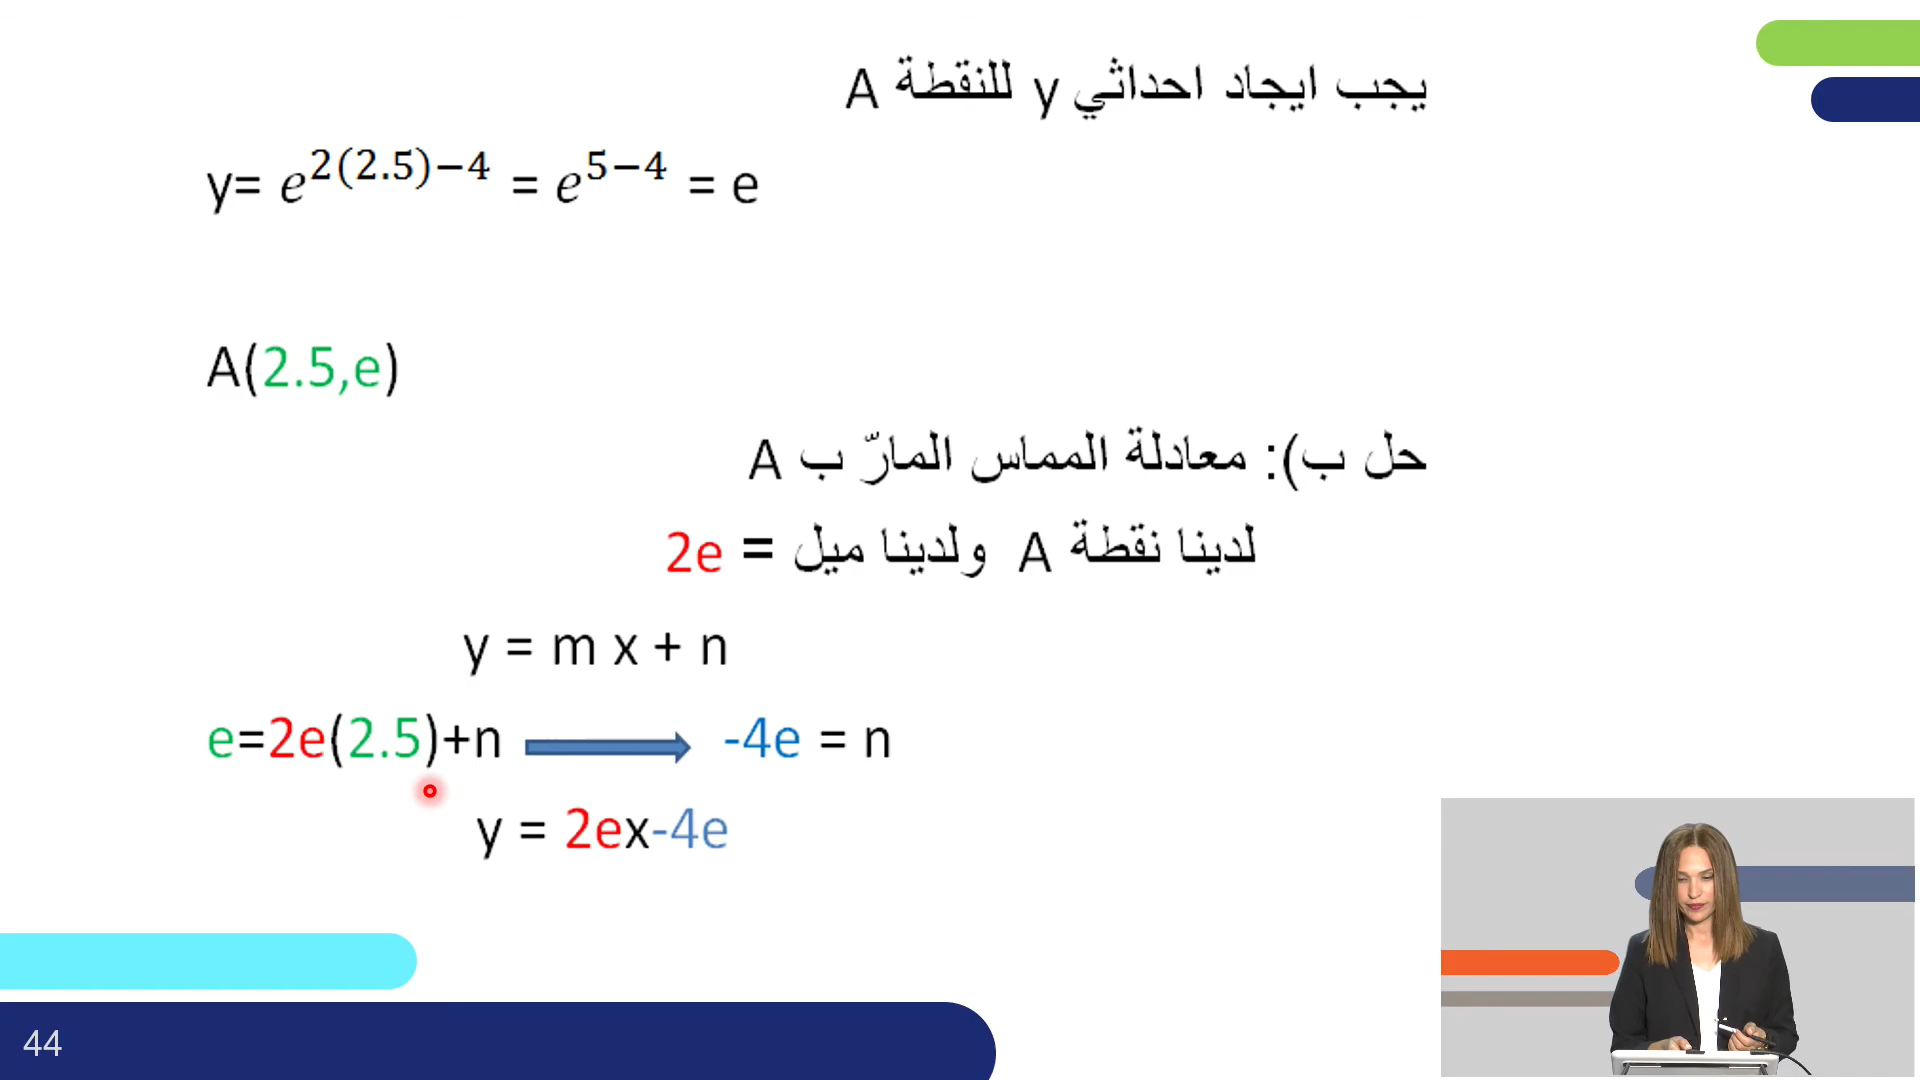 يجب ايجاد احداثي y للنقطة A
y= e^{2(2.5)−4} = e^{5−4} = e
A(2.5,e)
حل ب): معادلة المماس المارّ ب A
لدينا نقطة A ولدينا ميل = 2e
y = m x + n
e=2e(2.5)+n -4e = n
y = 2ex-4e
44